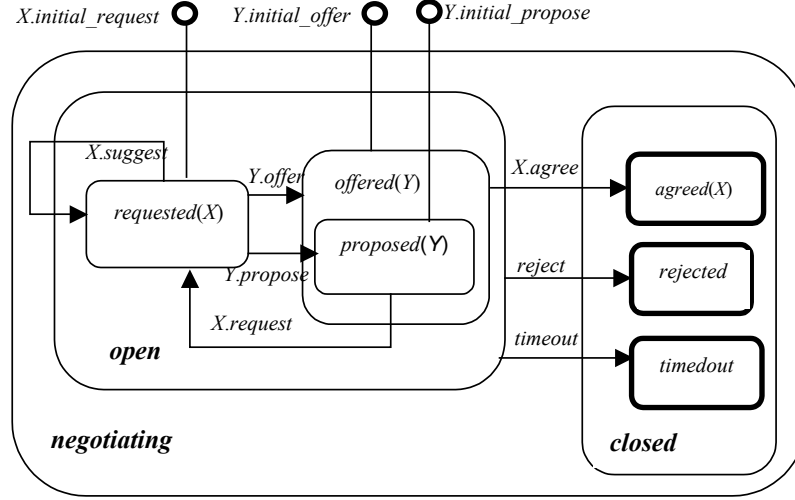 X.initial_request
Y.initial_offer
Y.initial_propose
X.suggest
Y.offer
offered(Y)
X.agree
agreed(X)
requested(X)
proposed(Y)
Y.propose
reject
rejected
X.request
open
timeout
timedout
negotiating
closed